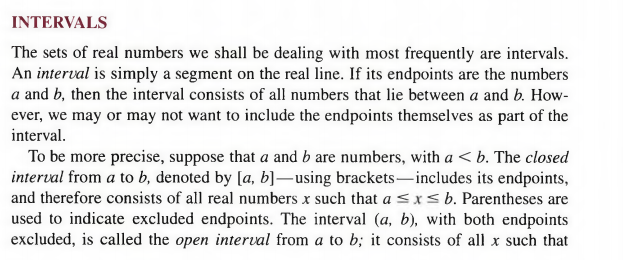 INTERVALS
The sets of real numbers we shall be dealing with most frequently are intervals.
An interval is simply a segment on the real line. If its endpoints are the numbers
a and b, then the interval consists of all numbers that lie between a and b. How-
ever, we may or may not want to include the endpoints themselves as part of the
interval.
To be more precise, suppose that a and b are numbers, with a < b. The closed
interval from a to b, denoted by [a, b]—using brackets—includes its endpoints,
and therefore consists of all real numbers x such that a ≤ x ≤ b. Parentheses are
used to indicate excluded endpoints. The interval (a, b), with both endpoints
excluded, is called the open interval from a to b; it consists of all x such that